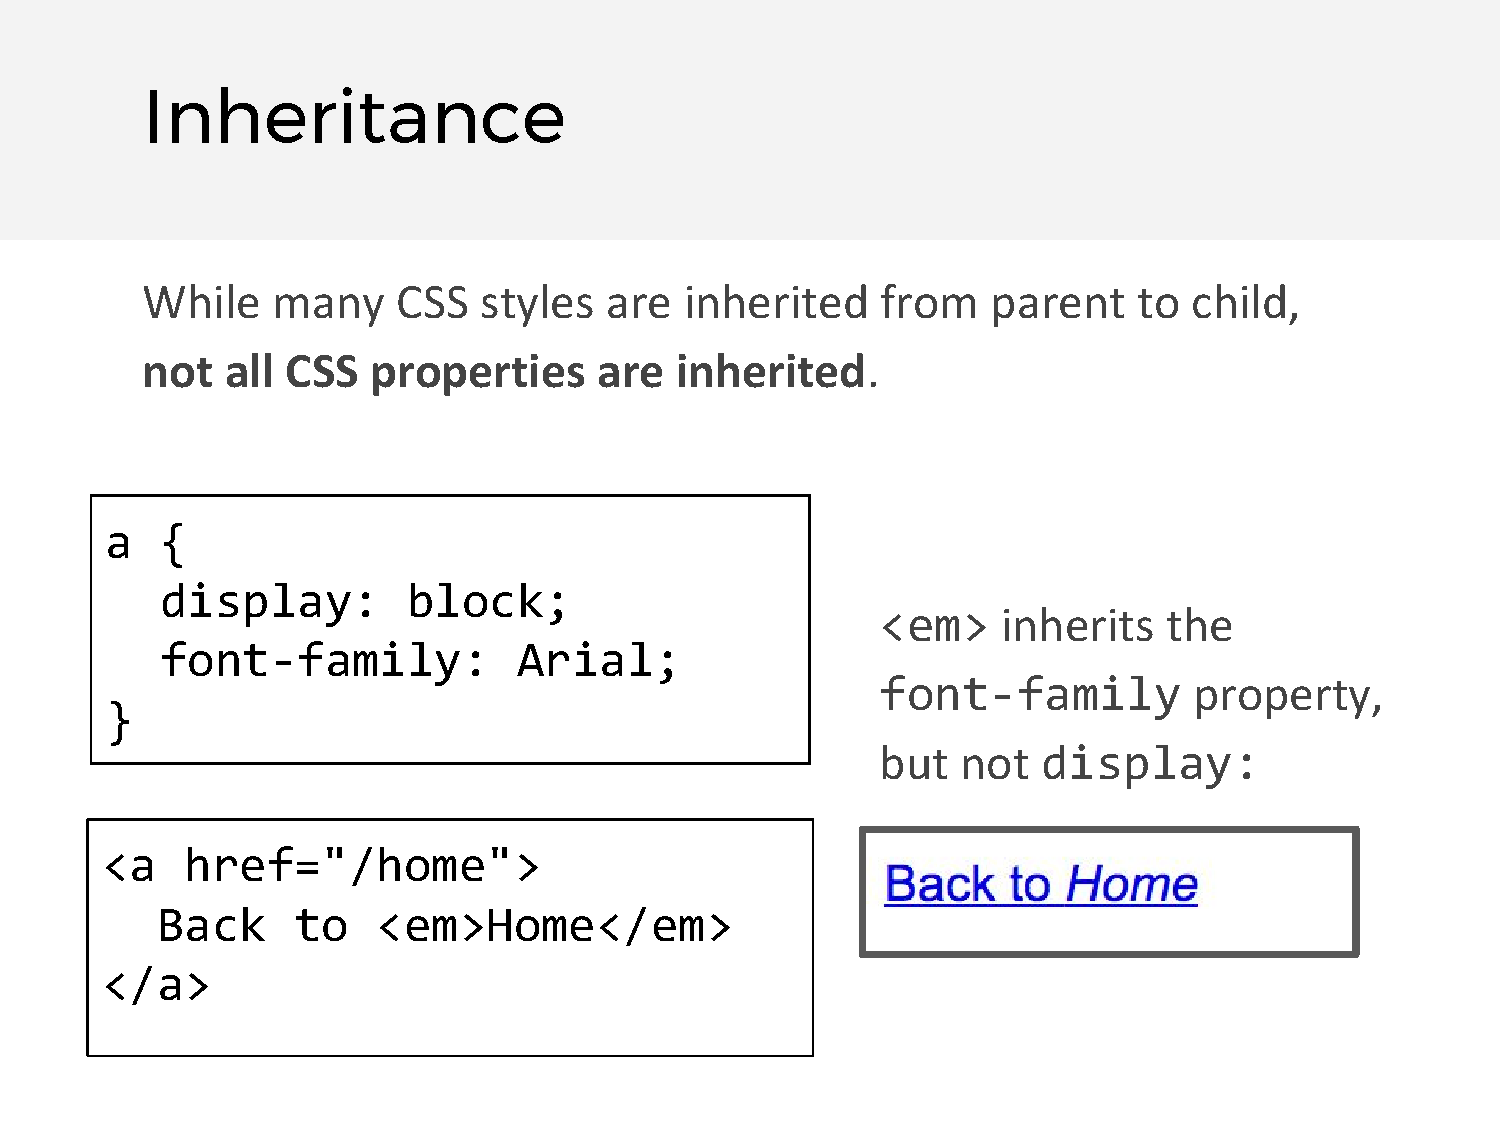 Inheritance
While many CSS styles are inherited from parent to child,
not all CSS properties are inherited.
a {
  display: block;
  font-family: Arial;
}
<em> inherits the
font-family property,
but not display:
<a href="/home">
  Back to <em>Home</em>
</a>
Back to Home